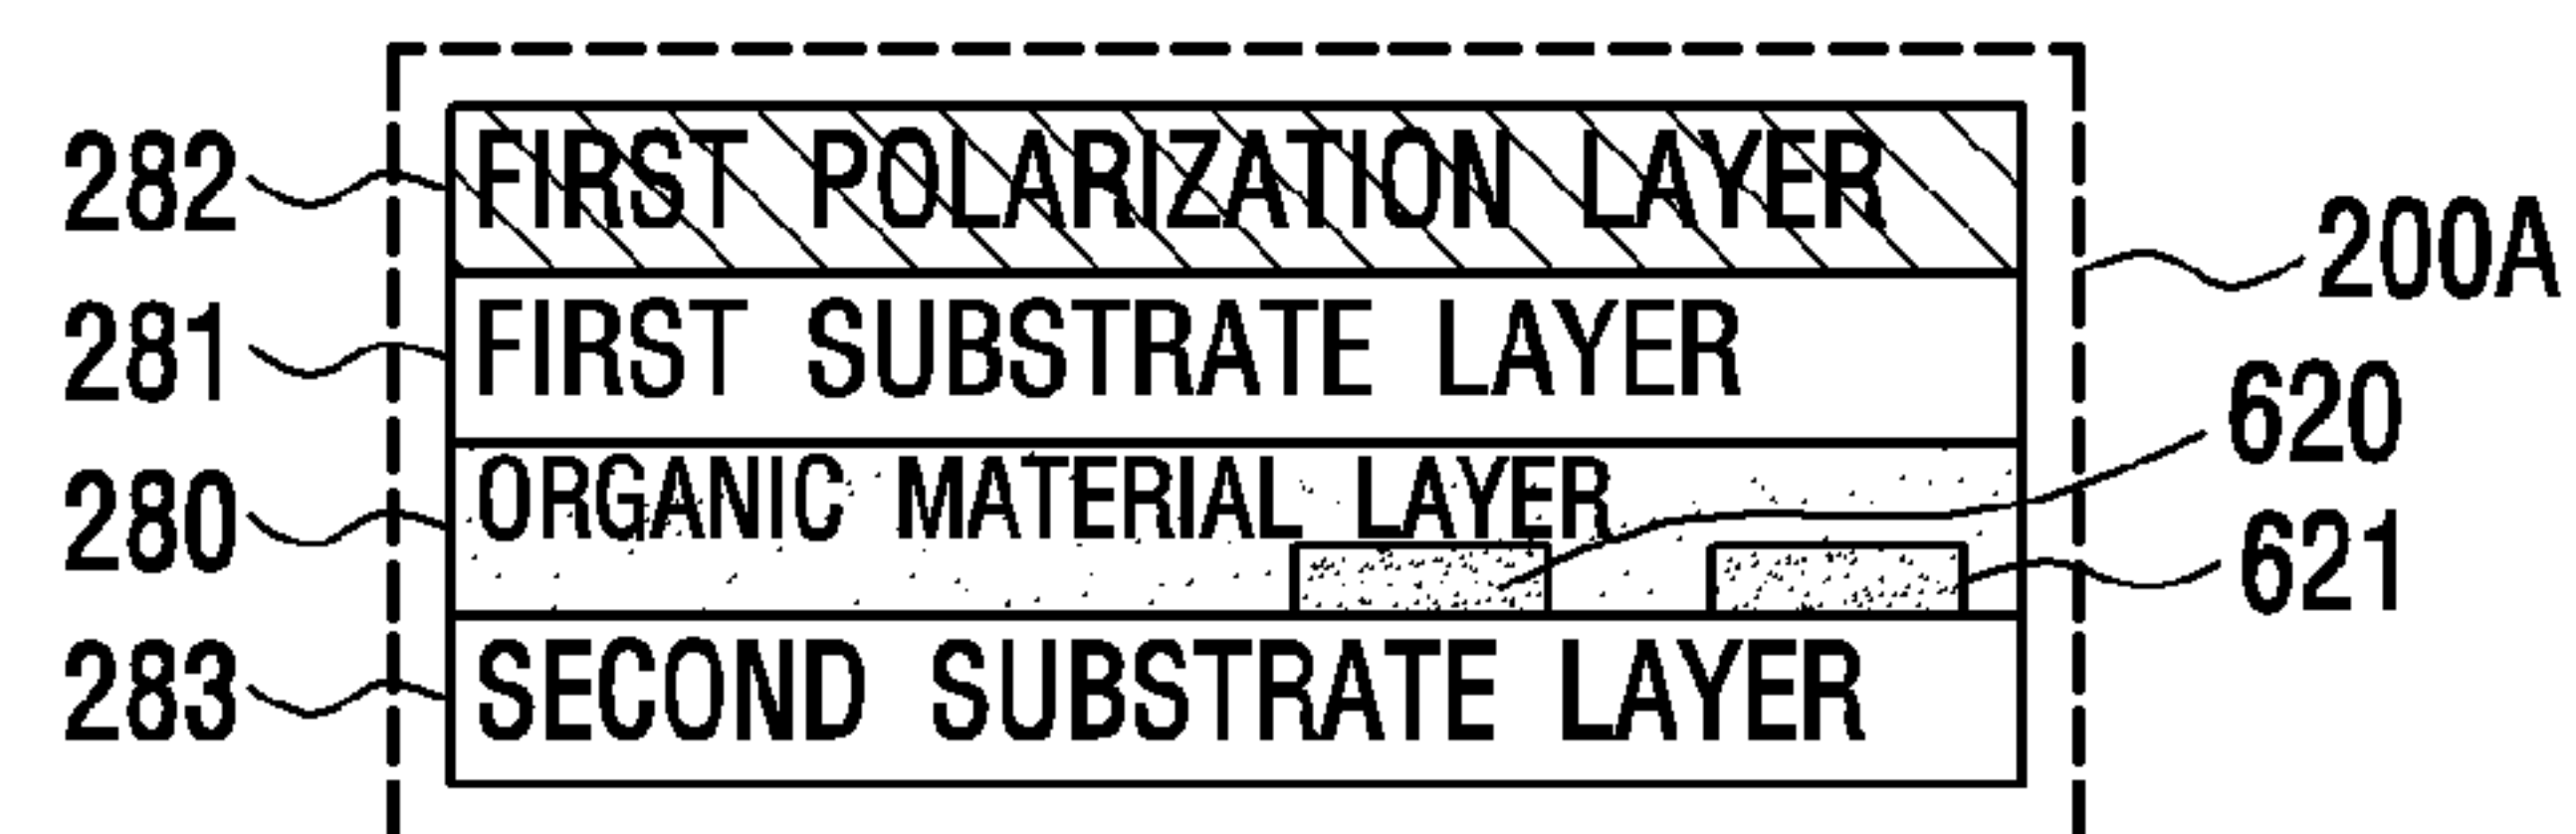 282 FIRST POLARIZATION LAYER
200A
281 FIRST SUBSTRATE LAYER
620
280 ORGANIC MATERIAL LAYER
621
283 SECOND SUBSTRATE LAYER